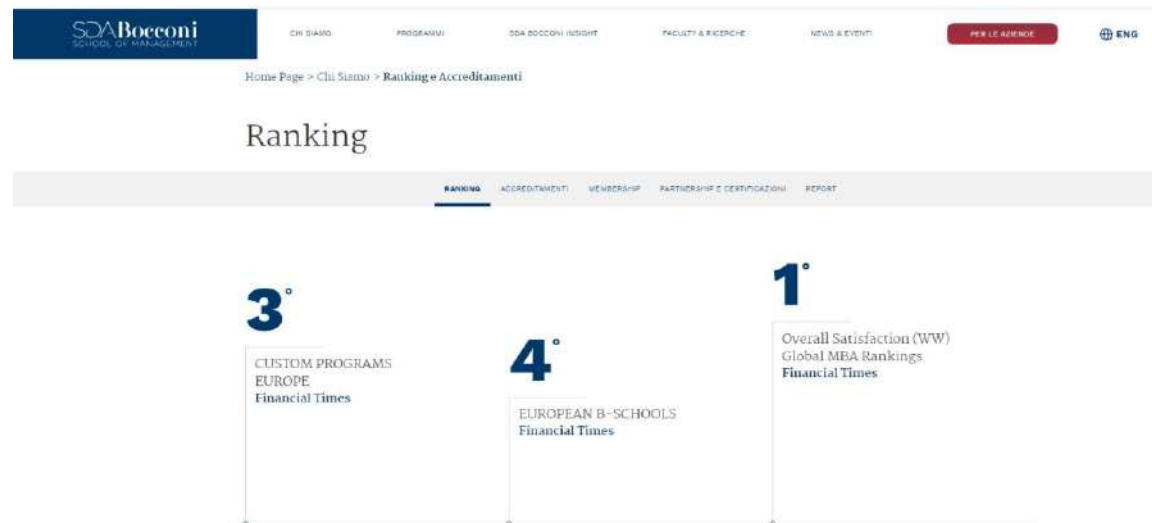 SDA Bocconi
SCHOOL OF MANAGEMENT
CHI SIAMO
PROGRAMMI
SDA BOCCONI INSIGHT
FACULTY & RICERCHE
NEWS & EVENTI
PER LE AZIENDE
ENG
Home Page > Chi Siamo > Ranking e Accreditamenti
Ranking
RANKING
ACCREDITAMENTI
MEMBERSHIP
PARTNERSHIP E CERTIFICAZIONI
REPORT
3°
CUSTOM PROGRAMS
EUROPE
Financial Times
4°
EUROPEAN B-SCHOOLS
Financial Times
1°
Overall Satisfaction (WW)
Global MBA Rankings
Financial Times